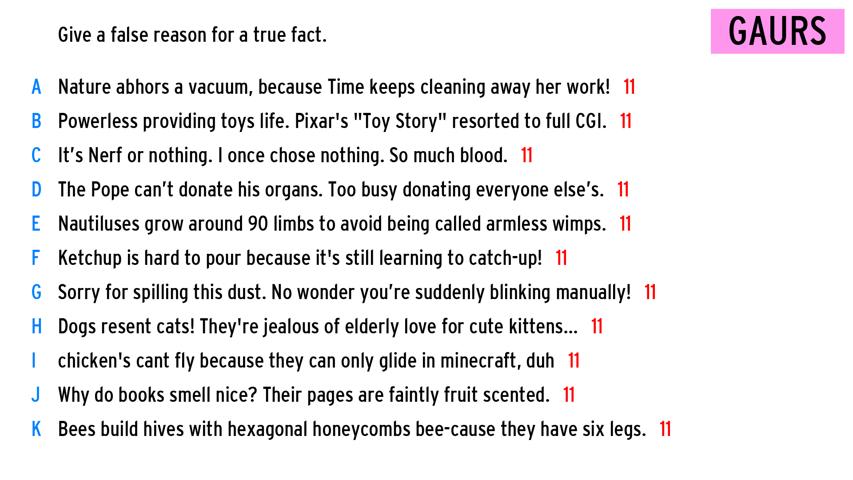 Give a false reason for a true fact.
GAURS
A Nature abhors a vacuum, because Time keeps cleaning away her work! 11
B Powerless providing toys life. Pixar's "Toy Story" resorted to full CGI. 11
C It’s Nerf or nothing. I once chose nothing. So much blood. 11
D The Pope can’t donate his organs. Too busy donating everyone else’s. 11
E Nautiluses grow around 90 limbs to avoid being called armless wimps. 11
F Ketchup is hard to pour because it's still learning to catch-up! 11
G Sorry for spilling this dust. No wonder you’re suddenly blinking manually! 11
H Dogs resent cats! They're jealous of elderly love for cute kittens... 11
I chicken's cant fly because they can only glide in minecraft, duh 11
J Why do books smell nice? Their pages are faintly fruit scented. 11
K Bees build hives with hexagonal honeycombs bee-cause they have six legs. 11